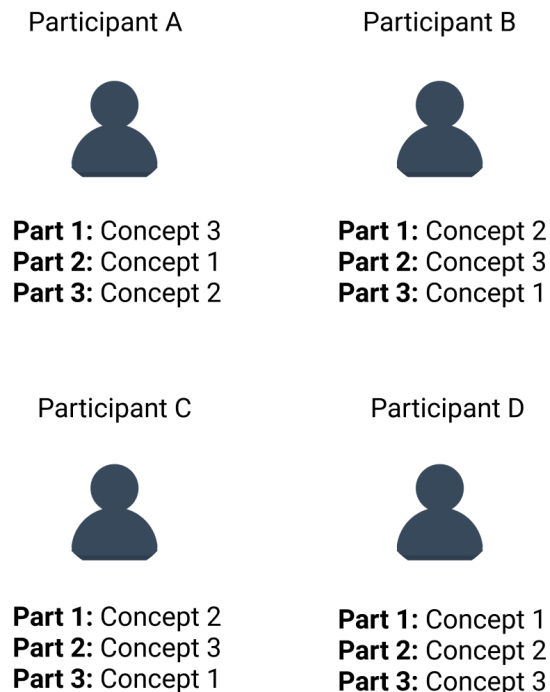 Participant A
Part 1: Concept 3
Part 2: Concept 1
Part 3: Concept 2
Participant B
Part 1: Concept 2
Part 2: Concept 3
Part 3: Concept 1
Participant C
Part 1: Concept 2
Part 2: Concept 3
Part 3: Concept 1
Participant D
Part 1: Concept 1
Part 2: Concept 2
Part 3: Concept 3